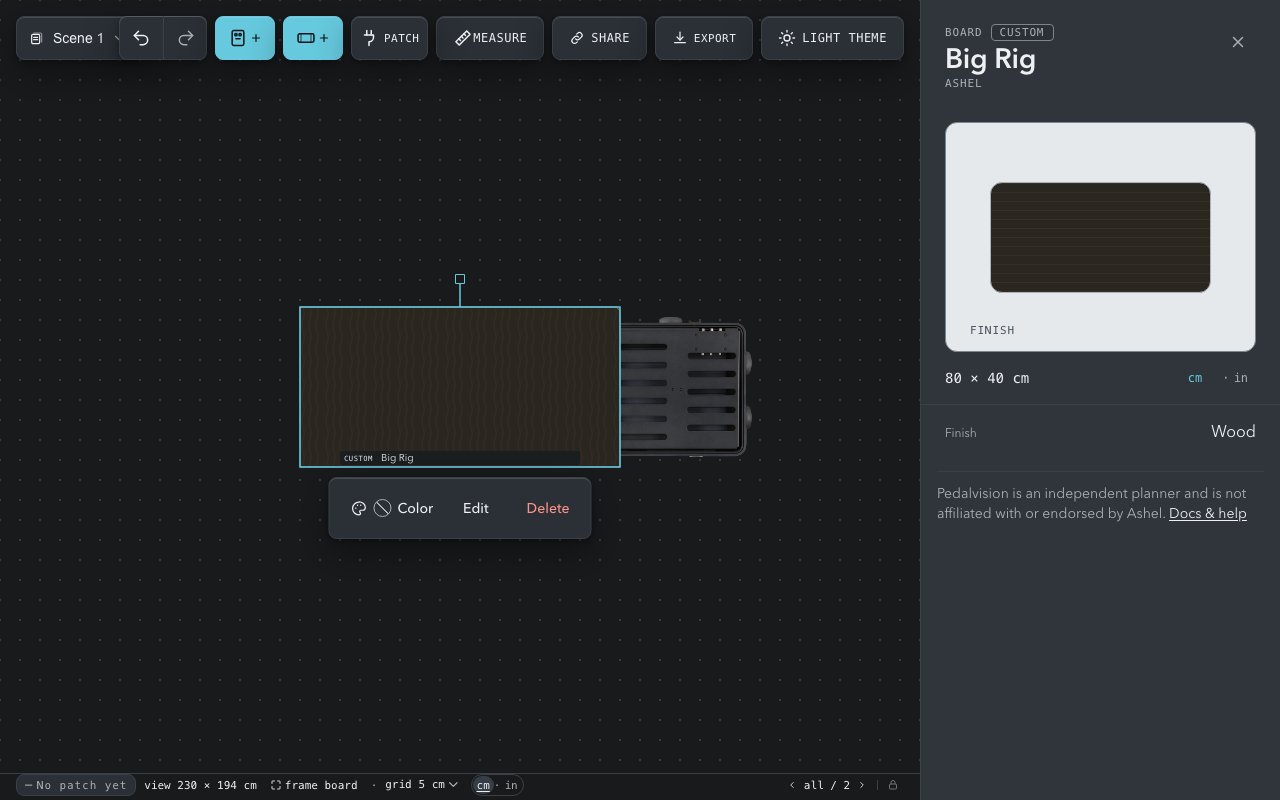 Scene 1
+
+
PATCH
MEASURE
SHARE
EXPORT
LIGHT THEME
BOARD CUSTOM
Big Rig
ASHEL
FINISH
80 × 40 cm
cm · in
Finish Wood
Pedalvision is an independent planner and is not
affiliated with or endorsed by Ashel. Docs & help
CUSTOM Big Rig
Color Edit Delete
No patch yet view 230 × 194 cm frame board · grid 5 cm cm · in all / 2